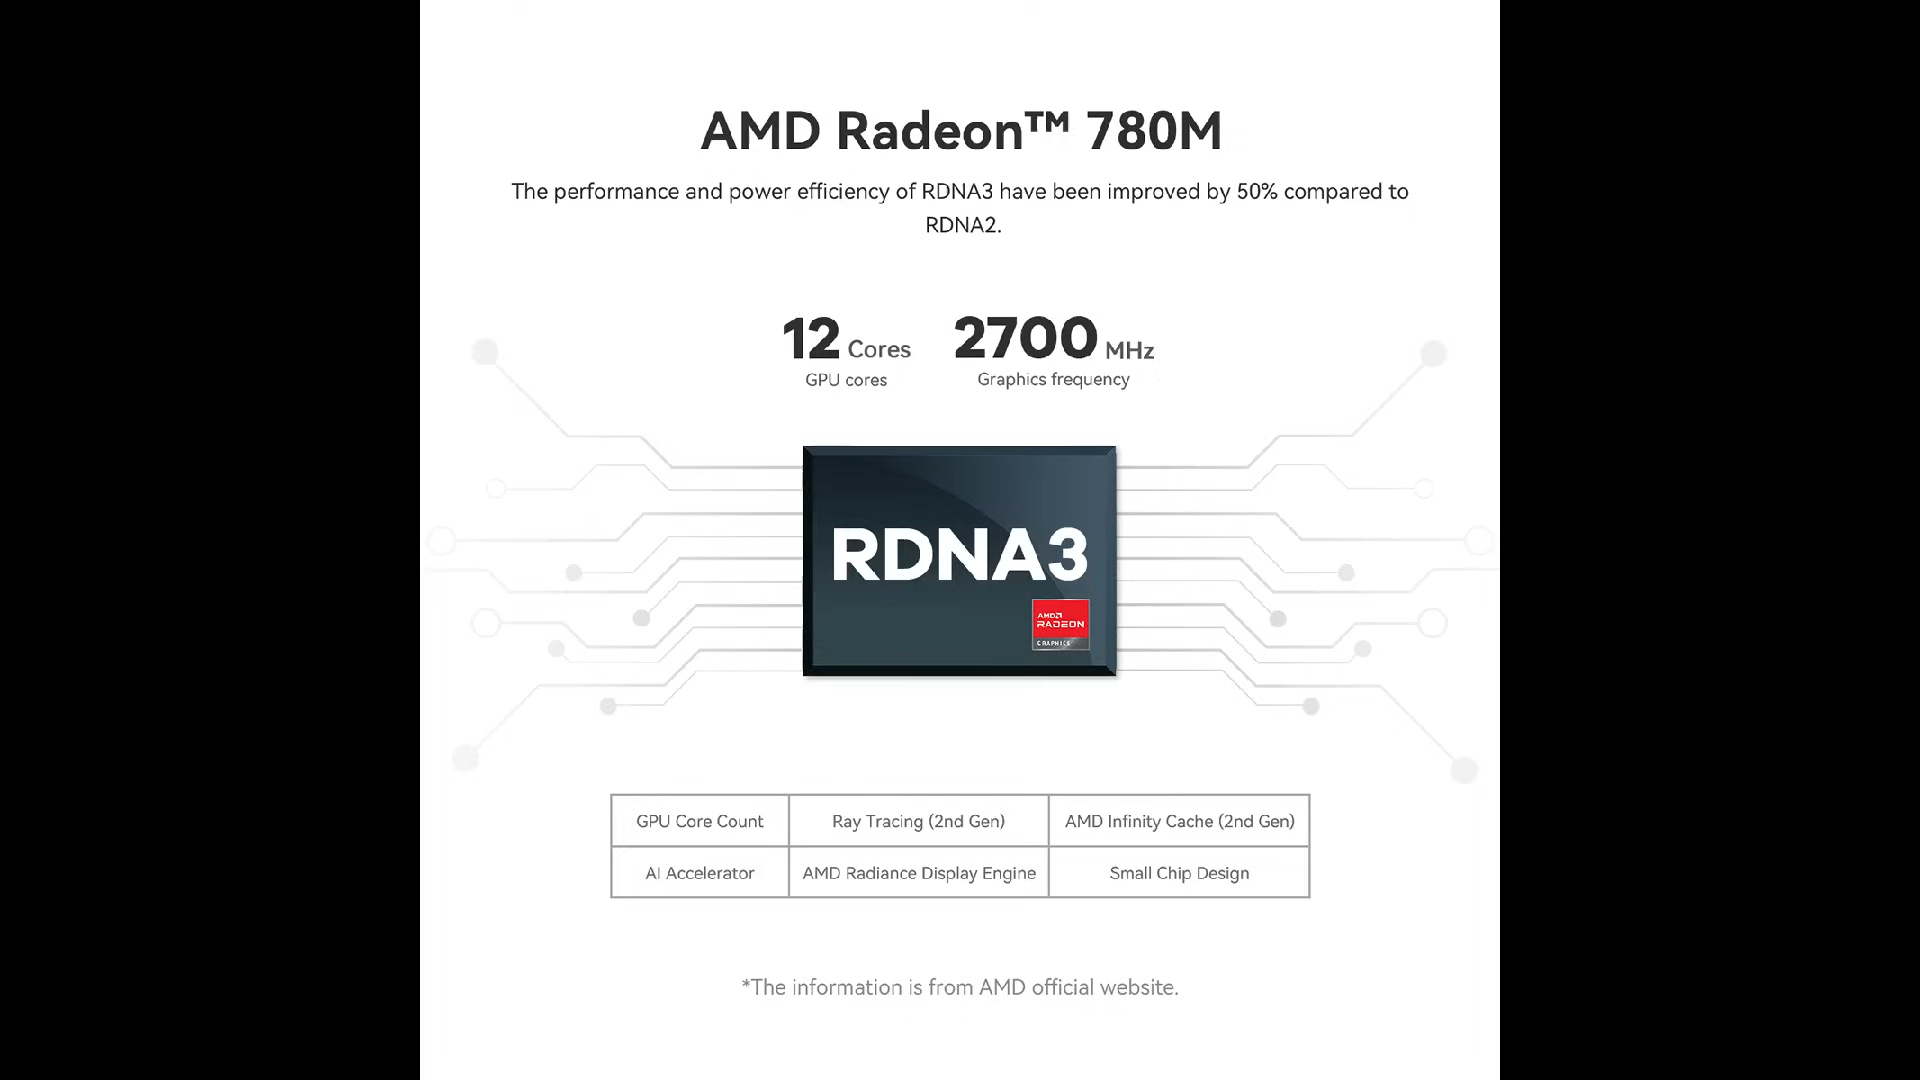 AMD Radeon™ 780M
The performance and power efficiency of RDNA3 have been improved by 50% compared to
RDNA2.
12 Cores 2700 MHz
GPU cores Graphics frequency
RDNA3
AMD
RADEON
GRAPHICS
GPU Core Count Ray Tracing (2nd Gen) AMD Infinity Cache (2nd Gen)
AI Accelerator AMD Radiance Display Engine Small Chip Design
*The information is from AMD official website.